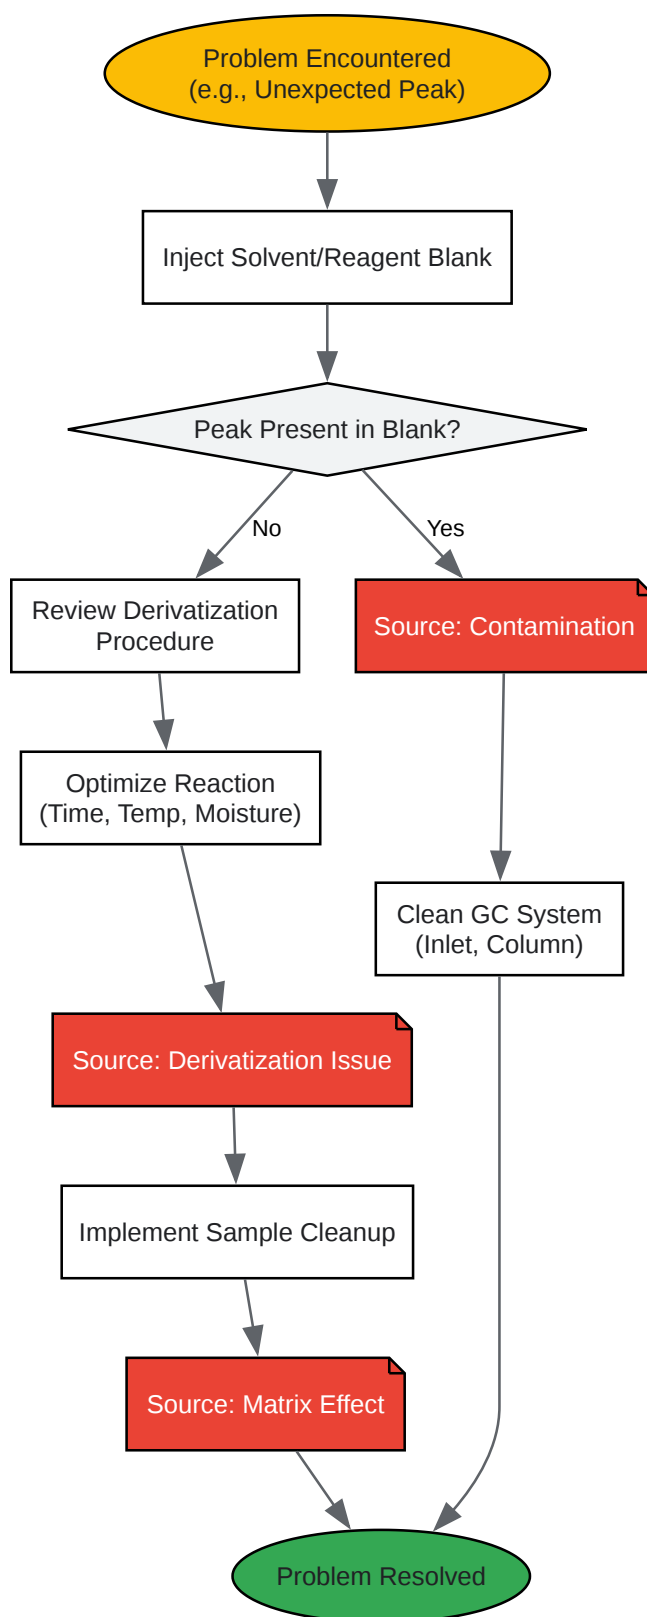 Problem Encountered
(e.g., Unexpected Peak)
Inject Solvent/Reagent Blank
Peak Present in Blank?
No
Yes
Review Derivatization
Procedure
Source: Contamination
Optimize Reaction
(Time, Temp, Moisture)
Clean GC System
(Inlet, Column)
Source: Derivatization Issue
Implement Sample Cleanup
Source: Matrix Effect
Problem Resolved